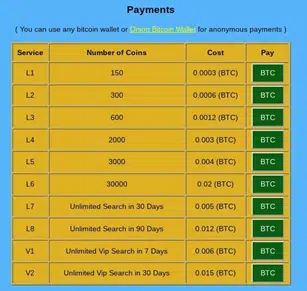 Payments
( You can use any bitcoin wallet or Onion Bitcoin Wallet for anonymous payments )
Service Number of Coins Cost Pay
L1 150 0.0003 (BTC) BTC
L2 300 0.0006 (BTC) BTC
L3 600 0.0012 (BTC) BTC
L4 2000 0.003 (BTC) BTC
L5 3000 0.004 (BTC) BTC
L6 30000 0.02 (BTC) BTC
L7 Unlimited Search in 30 Days 0.005 (BTC) BTC
L8 Unlimited Search in 90 Days 0.012 (BTC) BTC
V1 Unlimited Vip Search in 7 Days 0.006 (BTC) BTC
V2 Unlimited Vip Search in 30 Days 0.015 (BTC) BTC